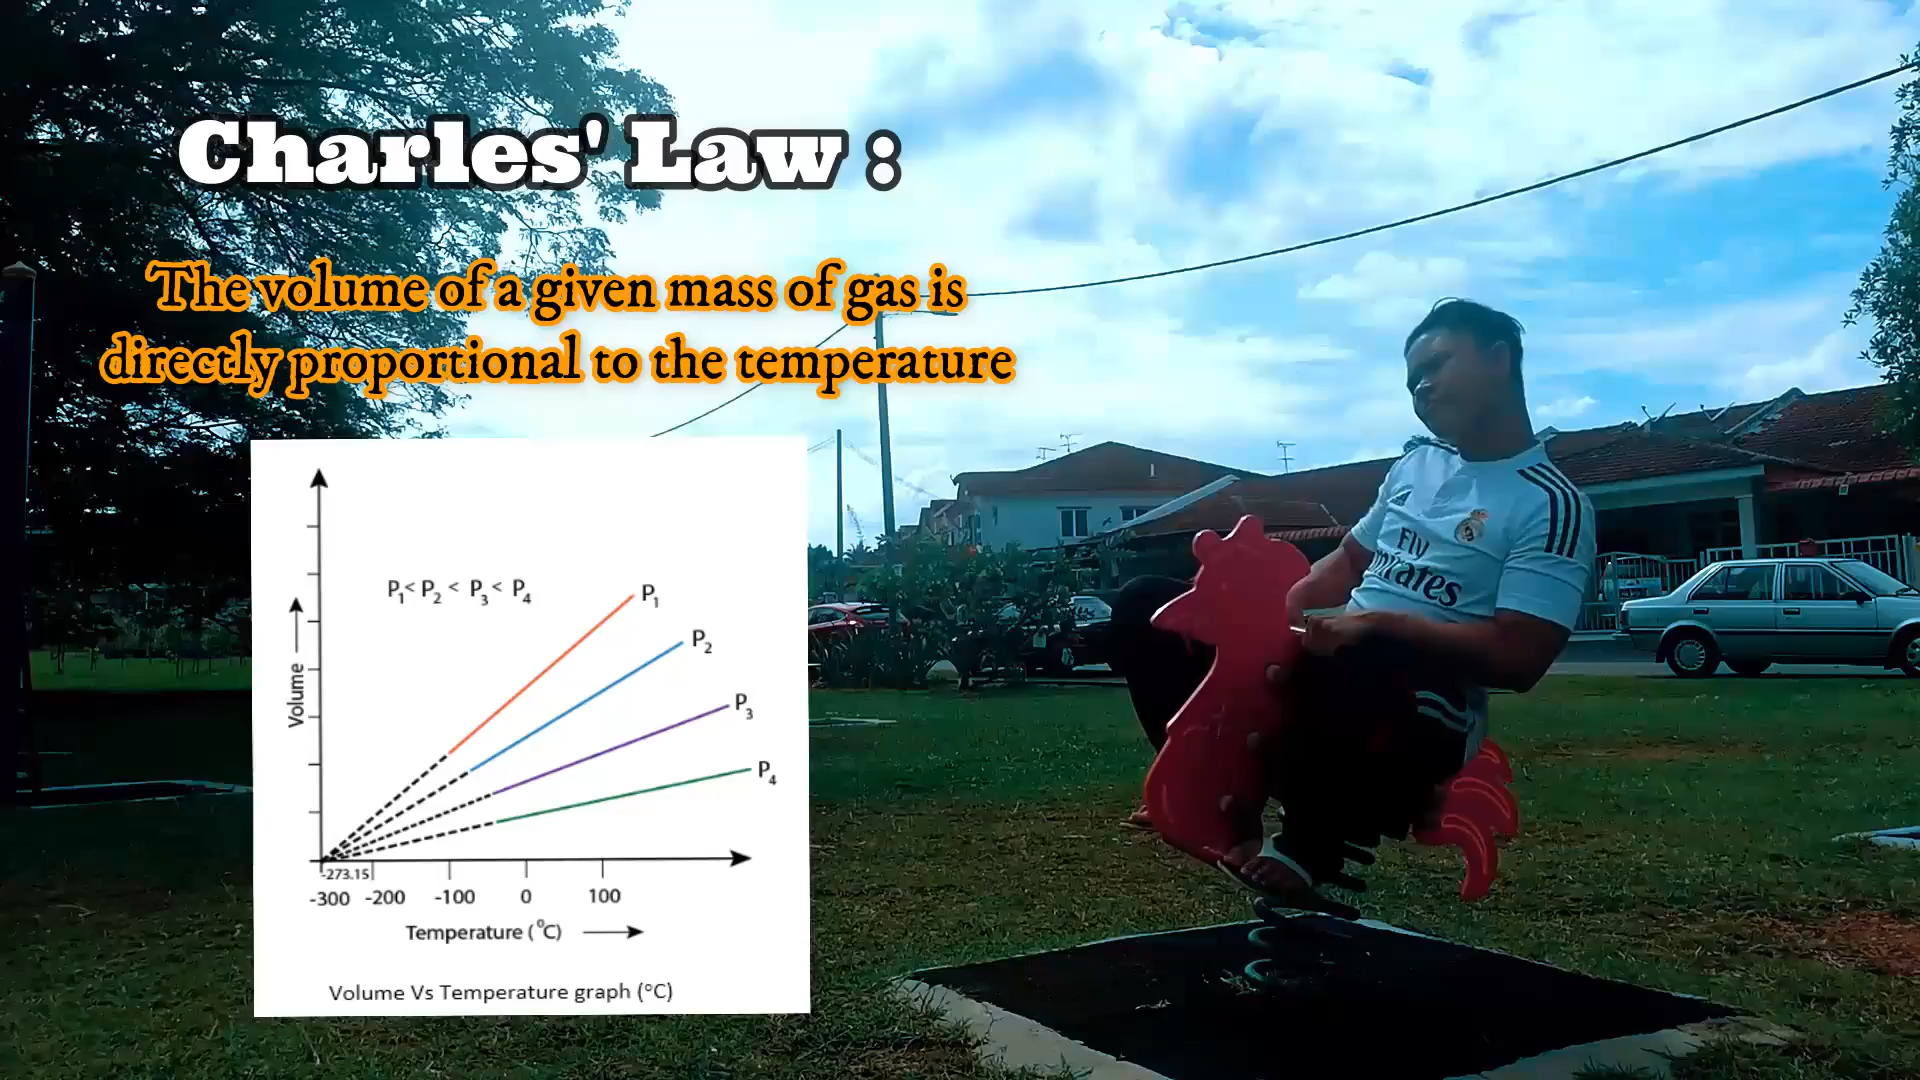 Charles' Law :
The volume of a given mass of gas is
directly proportional to the temperature
P1< P2 < P3 < P4
P1
P2
P3
P4
Volume
-273.15
-300 -200 -100 0 100
Temperature (°C)
Volume Vs Temperature graph (°C)
Fly
Emirates